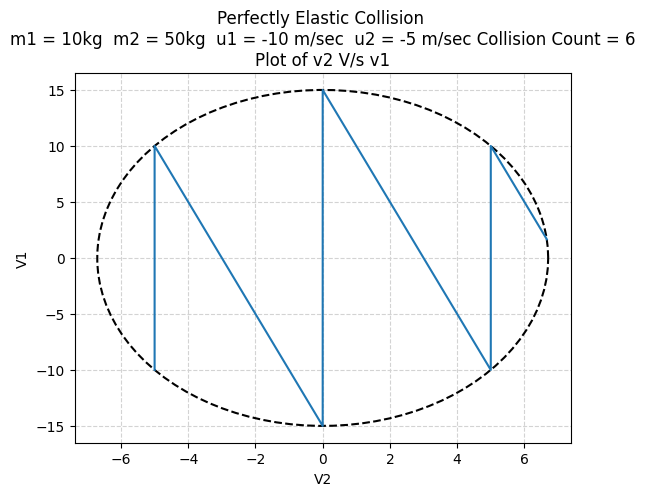 Perfectly Elastic Collision
m1 = 10kg  m2 = 50kg  u1 = -10 m/sec  u2 = -5 m/sec Collision Count = 6
Plot of v2 V/s v1
15
10
5
0
−5
−10
−15
V1
−6
−4
−2
0
2
4
6
V2